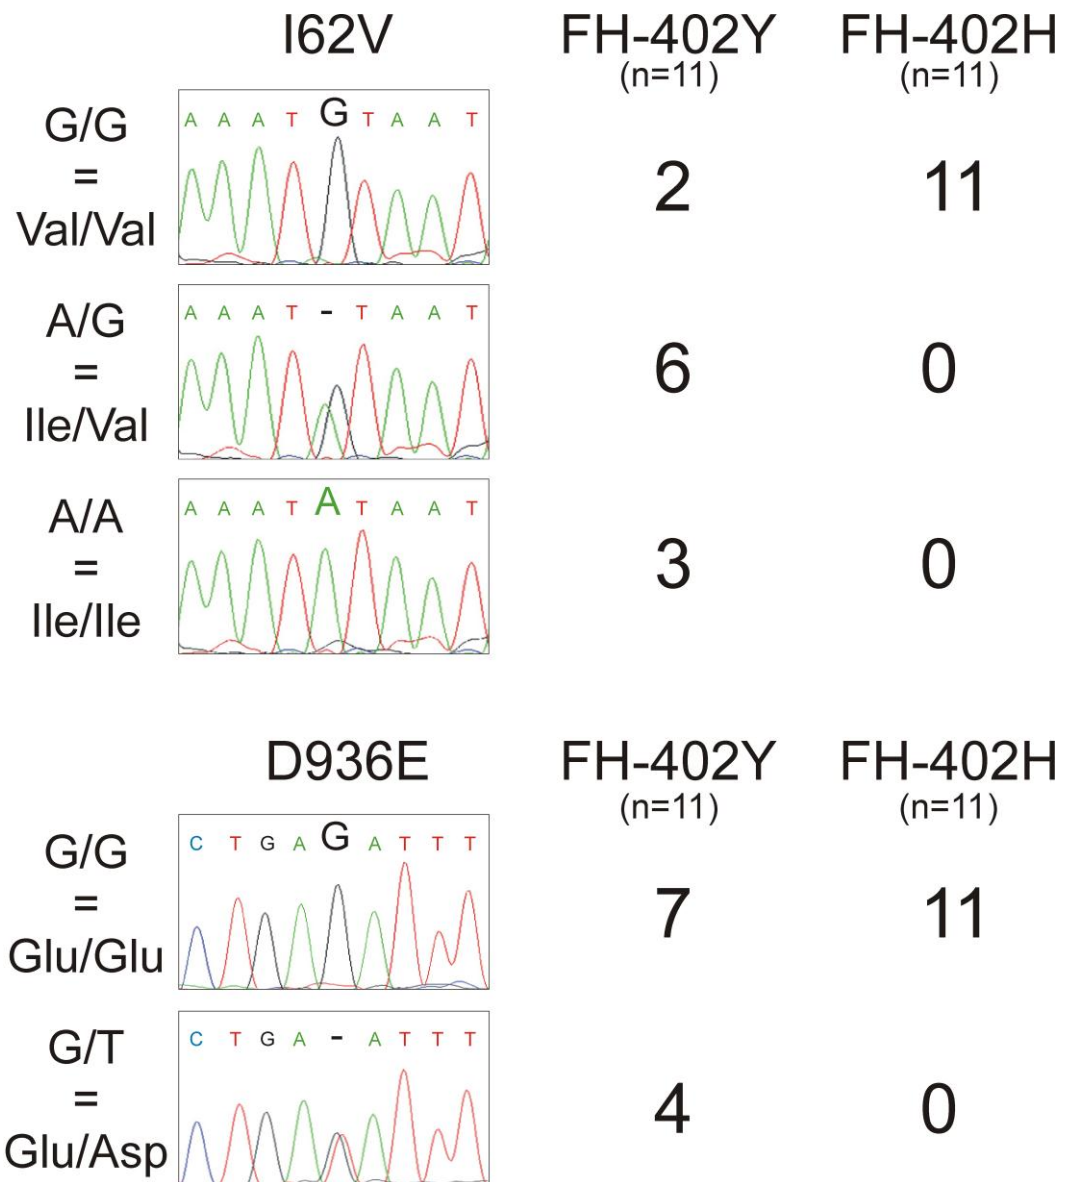 I62V FH-402Y FH-402H
(n=11) (n=11)
G/G
=
Val/Val
A A A T G T A A T
2 11
A/G
=
Ile/Val
A A A T - T A A T
6 0
A/A
=
Ile/Ile
A A A T A T A A T
3 0
D936E FH-402Y FH-402H
(n=11) (n=11)
G/G
=
Glu/Glu
C T G A G A T T T
7 11
G/T
=
Glu/Asp
C T G A - A T T T
4 0